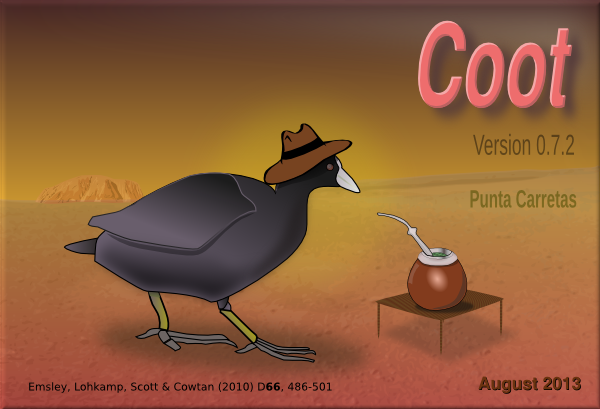 Coot
Version 0.7.2
Punta Carretas
Emsley, Lohkamp, Scott & Cowtan (2010) D66, 486-501
August 2013